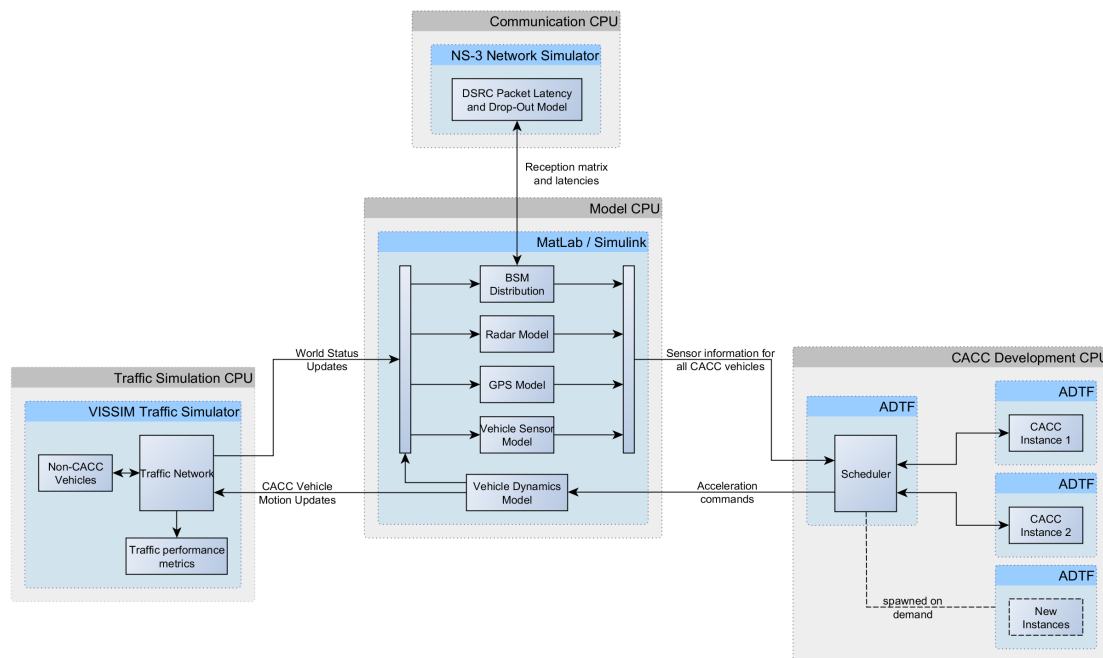 Communication CPU
NS-3 Network Simulator
DSRC Packet Latency
and Drop-Out Model
Reception matrix
and latencies
Model CPU
MatLab / Simulink
BSM
Distribution
Radar Model
GPS Model
Vehicle Sensor
Model
Vehicle Dynamics
Model
World Status
Updates
CACC Vehicle
Motion Updates
Traffic Simulation CPU
VISSIM Traffic Simulator
Non-CACC
Vehicles
Traffic Network
Traffic performance
metrics
Sensor information for
all CACC vehicles
Acceleration
commands
CACC Development CPU
ADTF
Scheduler
ADTF
CACC
Instance 1
ADTF
CACC
Instance 2
ADTF
New
Instances
spawned on
demand